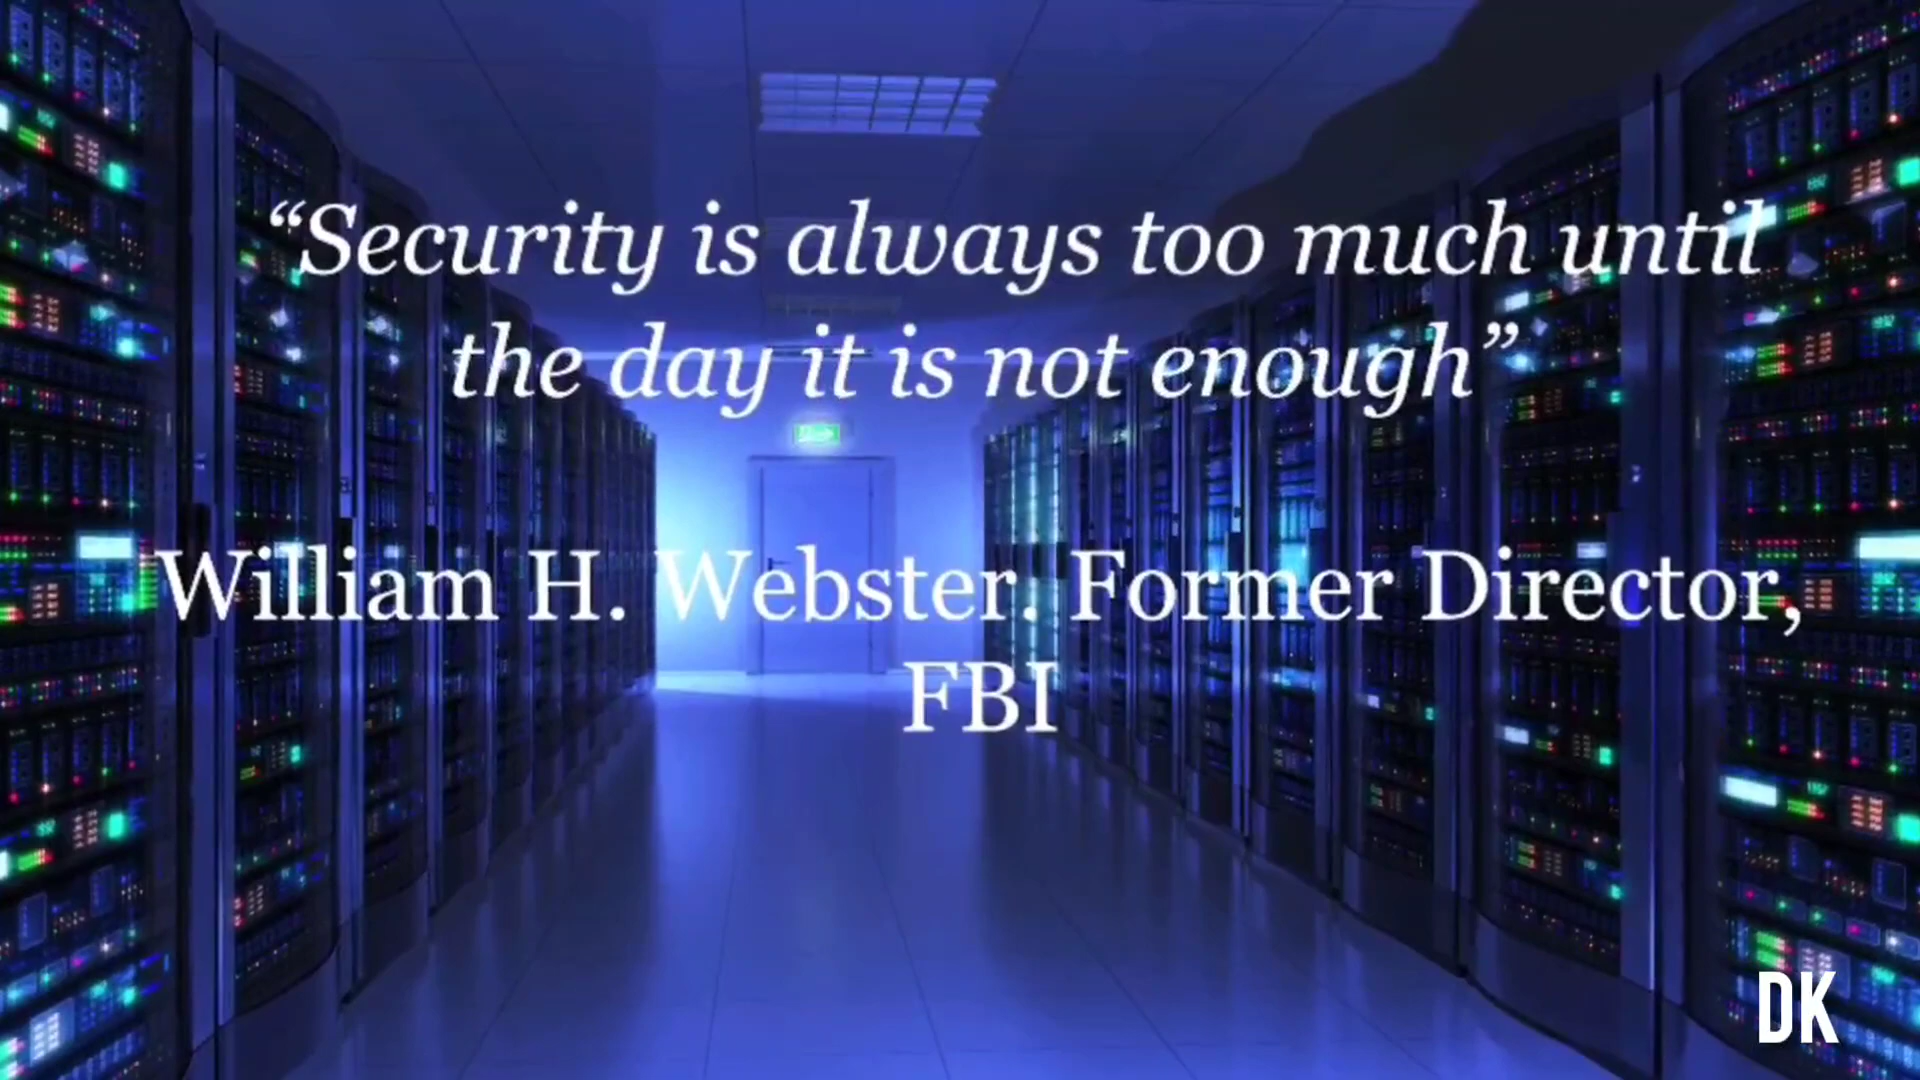 “Security is always too much until
the day it is not enough”
William H. Webster. Former Director,
FBI
DK